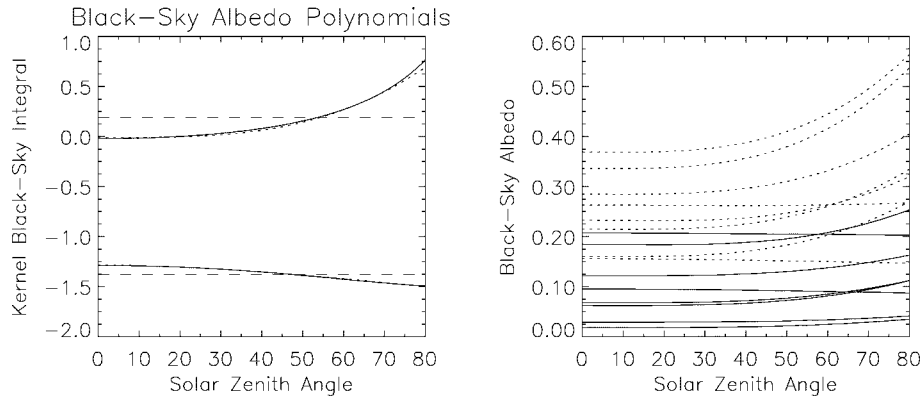 Black-Sky Albedo Polynomials
Kernel Black-Sky Integral
1.0
0.5
0.0
-0.5
-1.0
-1.5
-2.0
0 10 20 30 40 50 60 70 80
Solar Zenith Angle
Black-Sky Albedo
0.60
0.50
0.40
0.30
0.20
0.10
0.00
0 10 20 30 40 50 60 70 80
Solar Zenith Angle